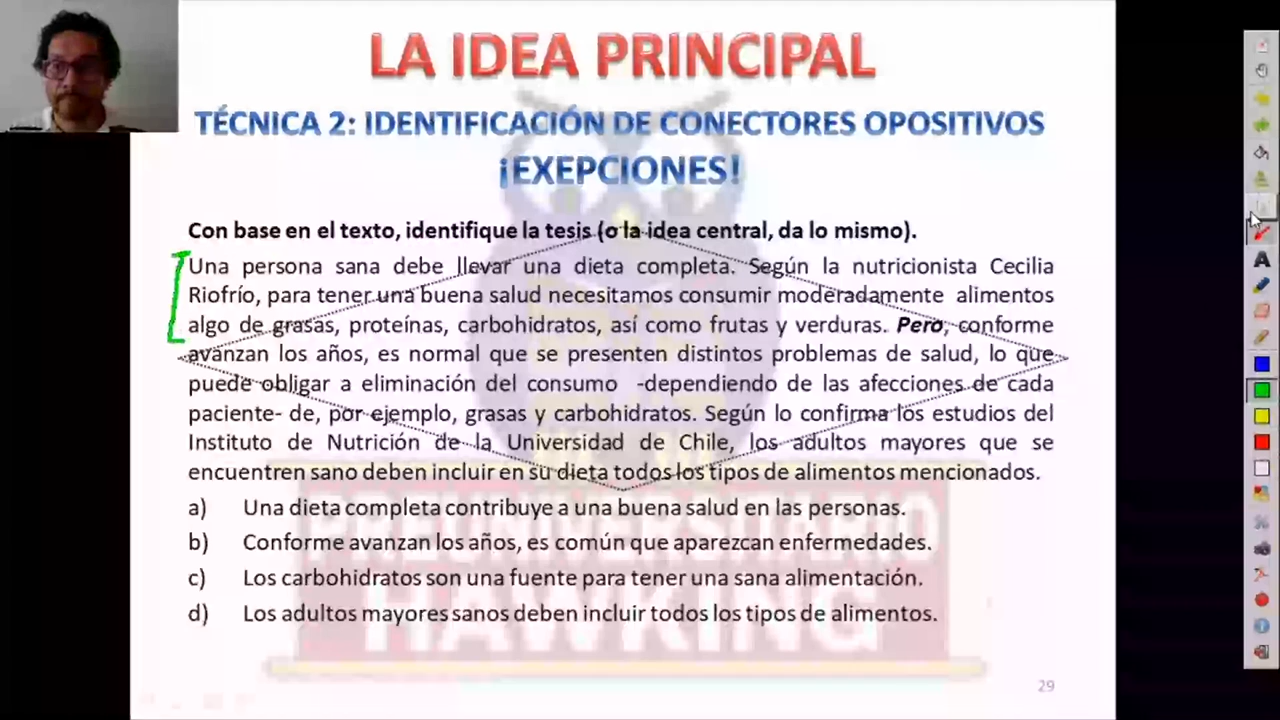 LA IDEA PRINCIPAL
TÉCNICA 2: IDENTIFICACIÓN DE CONECTORES OPOSITIVOS
¡EXEPCIONES!
Con base en el texto, identifique la tesis (o la idea central, da lo mismo).
Una persona sana debe llevar una dieta completa. Según la nutricionista Cecilia
Riofrío, para tener una buena salud necesitamos consumir moderadamente alimentos
algo de grasas, proteínas, carbohidratos, así como frutas y verduras. Pero, conforme
avanzan los años, es normal que se presenten distintos problemas de salud, lo que
puede obligar a eliminación del consumo -dependiendo de las afecciones de cada
paciente- de, por ejemplo, grasas y carbohidratos. Según lo confirma los estudios del
Instituto de Nutrición de la Universidad de Chile, los adultos mayores que se
encuentren sano deben incluir en su dieta todos los tipos de alimentos mencionados.
a) Una dieta completa contribuye a una buena salud en las personas.
b) Conforme avanzan los años, es común que aparezcan enfermedades.
c) Los carbohidratos son una fuente para tener una sana alimentación.
d) Los adultos mayores sanos deben incluir todos los tipos de alimentos.
PREUNIVERSITARIO
HAWKING
29